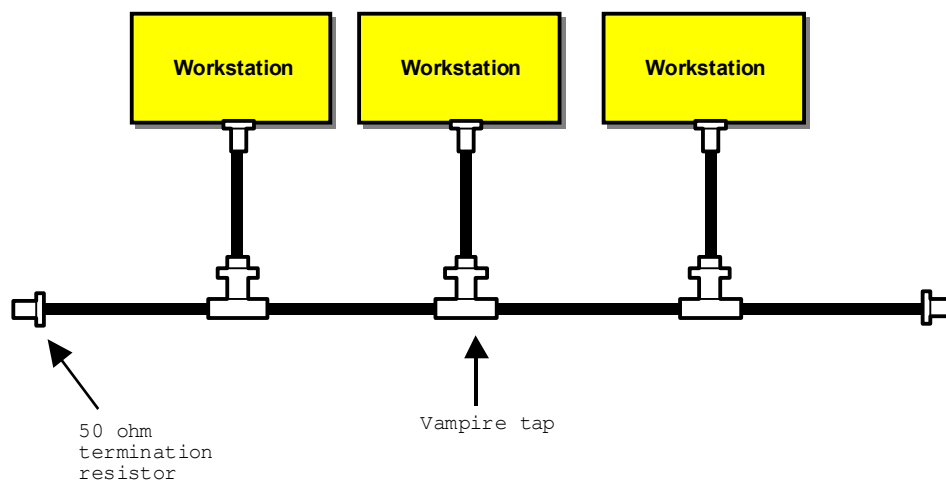 Workstation
Workstation
Workstation
50 ohm
termination
resistor
Vampire tap